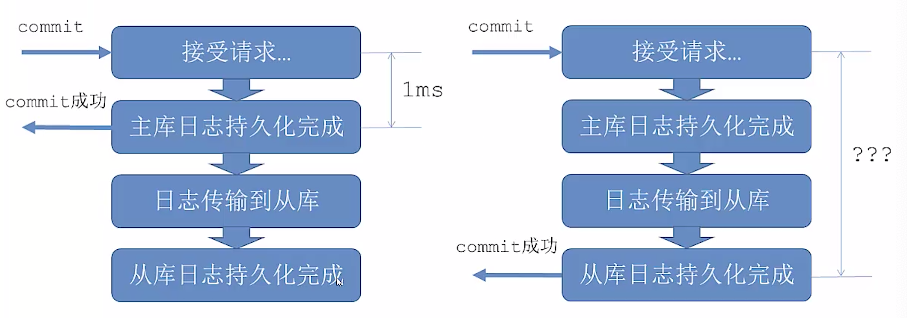 commit
接受请求…
1ms
commit成功
主库日志持久化完成
日志传输到从库
从库日志持久化完成
commit
接受请求…
主库日志持久化完成
???
日志传输到从库
commit成功
从库日志持久化完成